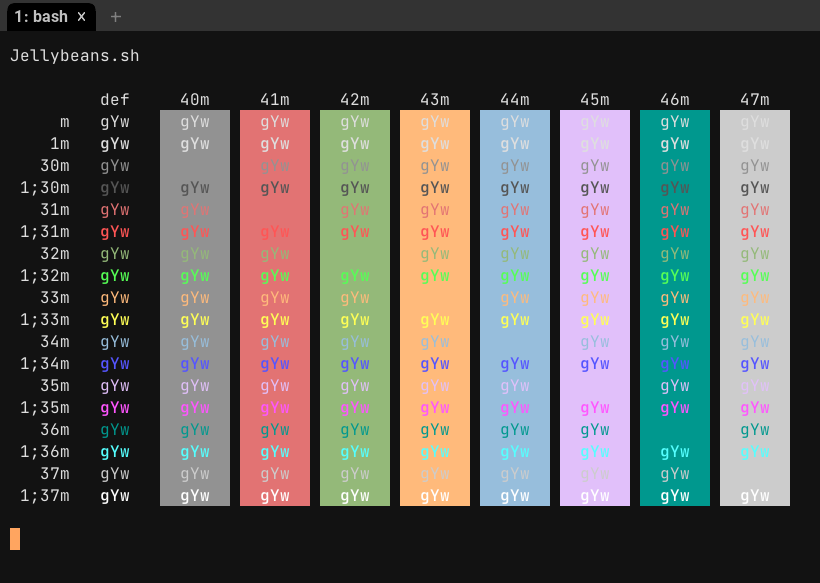 1: bash × +
Jellybeans.sh
def 40m 41m 42m 43m 44m 45m 46m 47m
m gYw gYw gYw gYw gYw gYw gYw gYw gYw
1m gYw gYw gYw gYw gYw gYw gYw gYw gYw
30m gYw gYw gYw gYw gYw gYw gYw gYw
1;30m gYw gYw gYw gYw gYw gYw gYw gYw gYw
31m gYw gYw gYw gYw gYw gYw gYw gYw
1;31m gYw gYw gYw gYw gYw gYw gYw gYw gYw
32m gYw gYw gYw gYw gYw gYw gYw gYw
1;32m gYw gYw gYw gYw gYw gYw gYw gYw gYw
33m gYw gYw gYw gYw gYw gYw gYw gYw
1;33m gYw gYw gYw gYw gYw gYw gYw gYw gYw
34m gYw gYw gYw gYw gYw gYw gYw gYw
1;34m gYw gYw gYw gYw gYw gYw gYw gYw gYw
35m gYw gYw gYw gYw gYw gYw gYw gYw
1;35m gYw gYw gYw gYw gYw gYw gYw gYw gYw
36m gYw gYw gYw gYw gYw gYw gYw gYw
1;36m gYw gYw gYw gYw gYw gYw gYw gYw gYw
37m gYw gYw gYw gYw gYw gYw gYw gYw
1;37m gYw gYw gYw gYw gYw gYw gYw gYw gYw